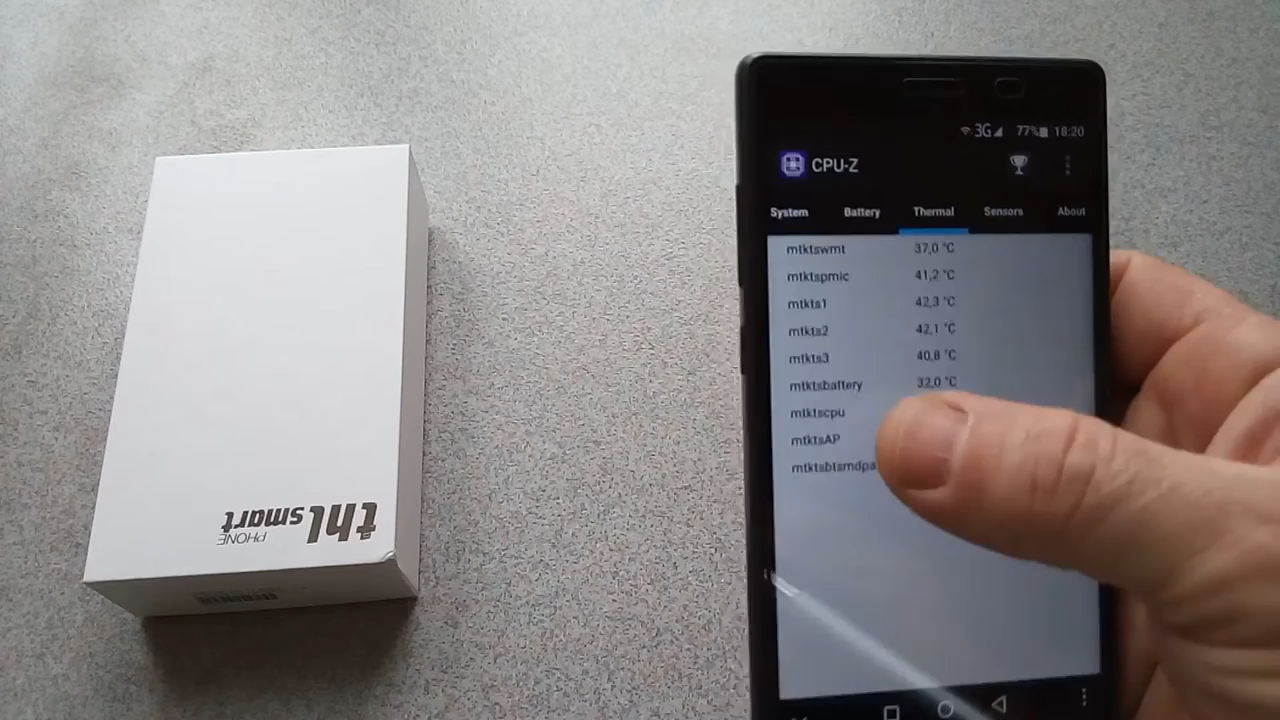 3G 77% 18:20
CPU-Z
System Battery Thermal Sensors About
mtktswmt 37,0 °C
mtktspmic 41,2 °C
mtkts1 42,3 °C
mtkts2 42,1 °C
mtkts3 40,8 °C
mtktsbattery 32,0 °C
mtktscpu
mtktsAP
mtktsbtsmdpa
thl smart
PHONE